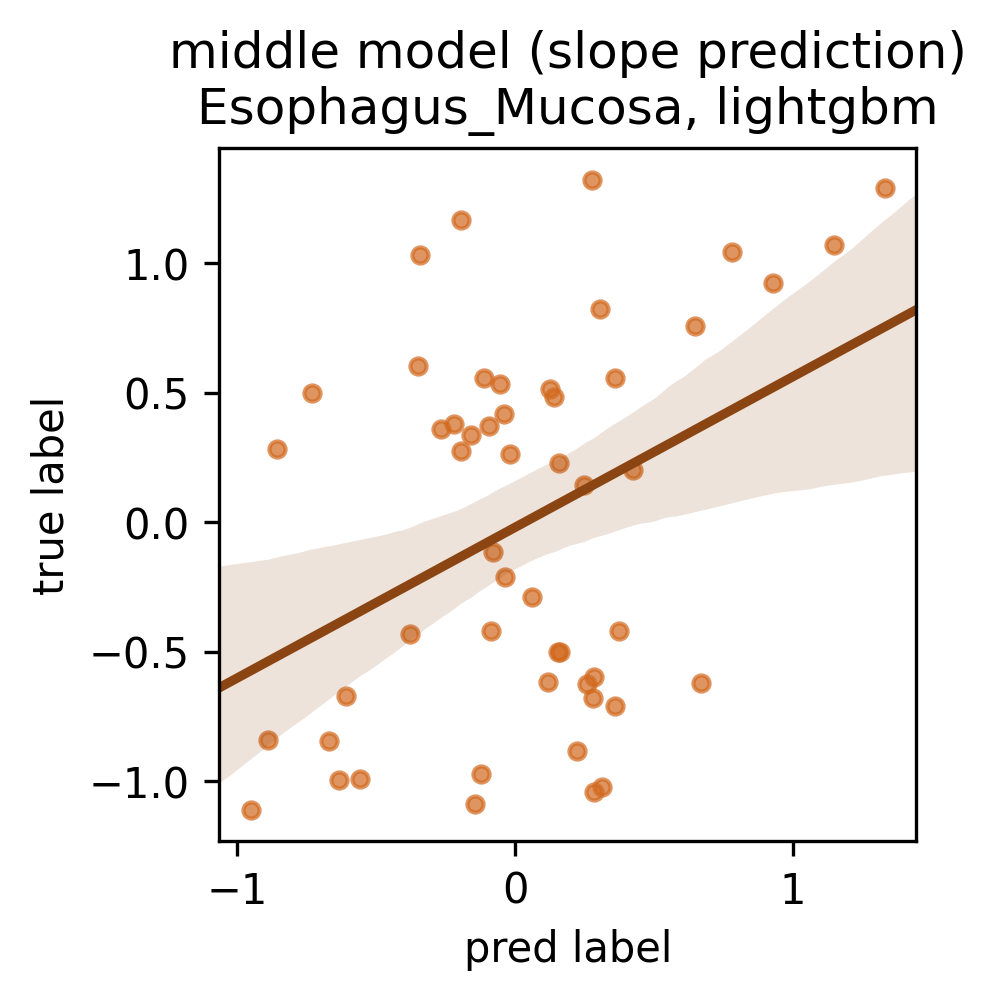 middle model (slope prediction)
Esophagus_Mucosa, lightgbm
1.0
0.5
0.0
−0.5
−1.0
true label
−1
0
1
pred label